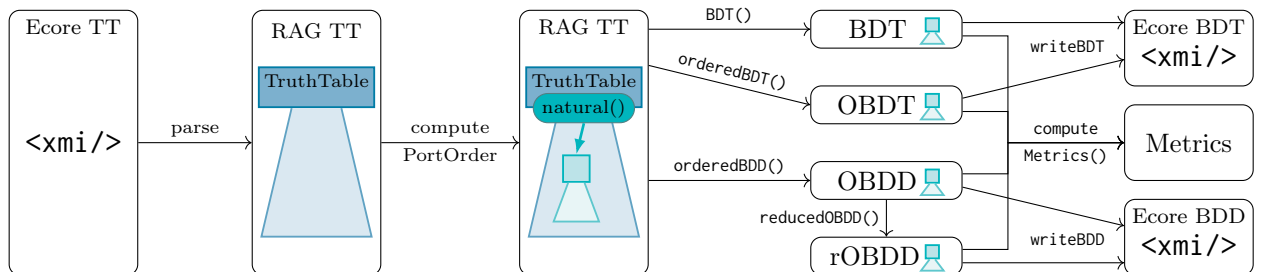 Ecore TT
<xmi/>
parse
RAG TT
TruthTable
compute
PortOrder
RAG TT
TruthTable
natural()
BDT()
orderedBDT()
orderedBDD()
reducedOBDD()
BDT
OBDT
OBDD
rOBDD
writeBDT
compute
Metrics()
writeBDD
Ecore BDT
<xmi/>
Metrics
Ecore BDD
<xmi/>